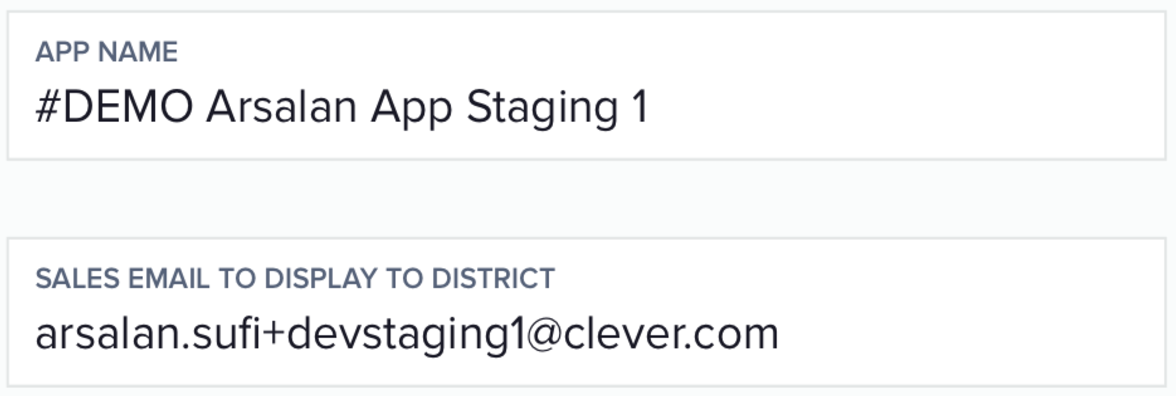 APP NAME
#DEMO Arsalan App Staging 1
SALES EMAIL TO DISPLAY TO DISTRICT
arsalan.sufi+devstaging1@clever.com